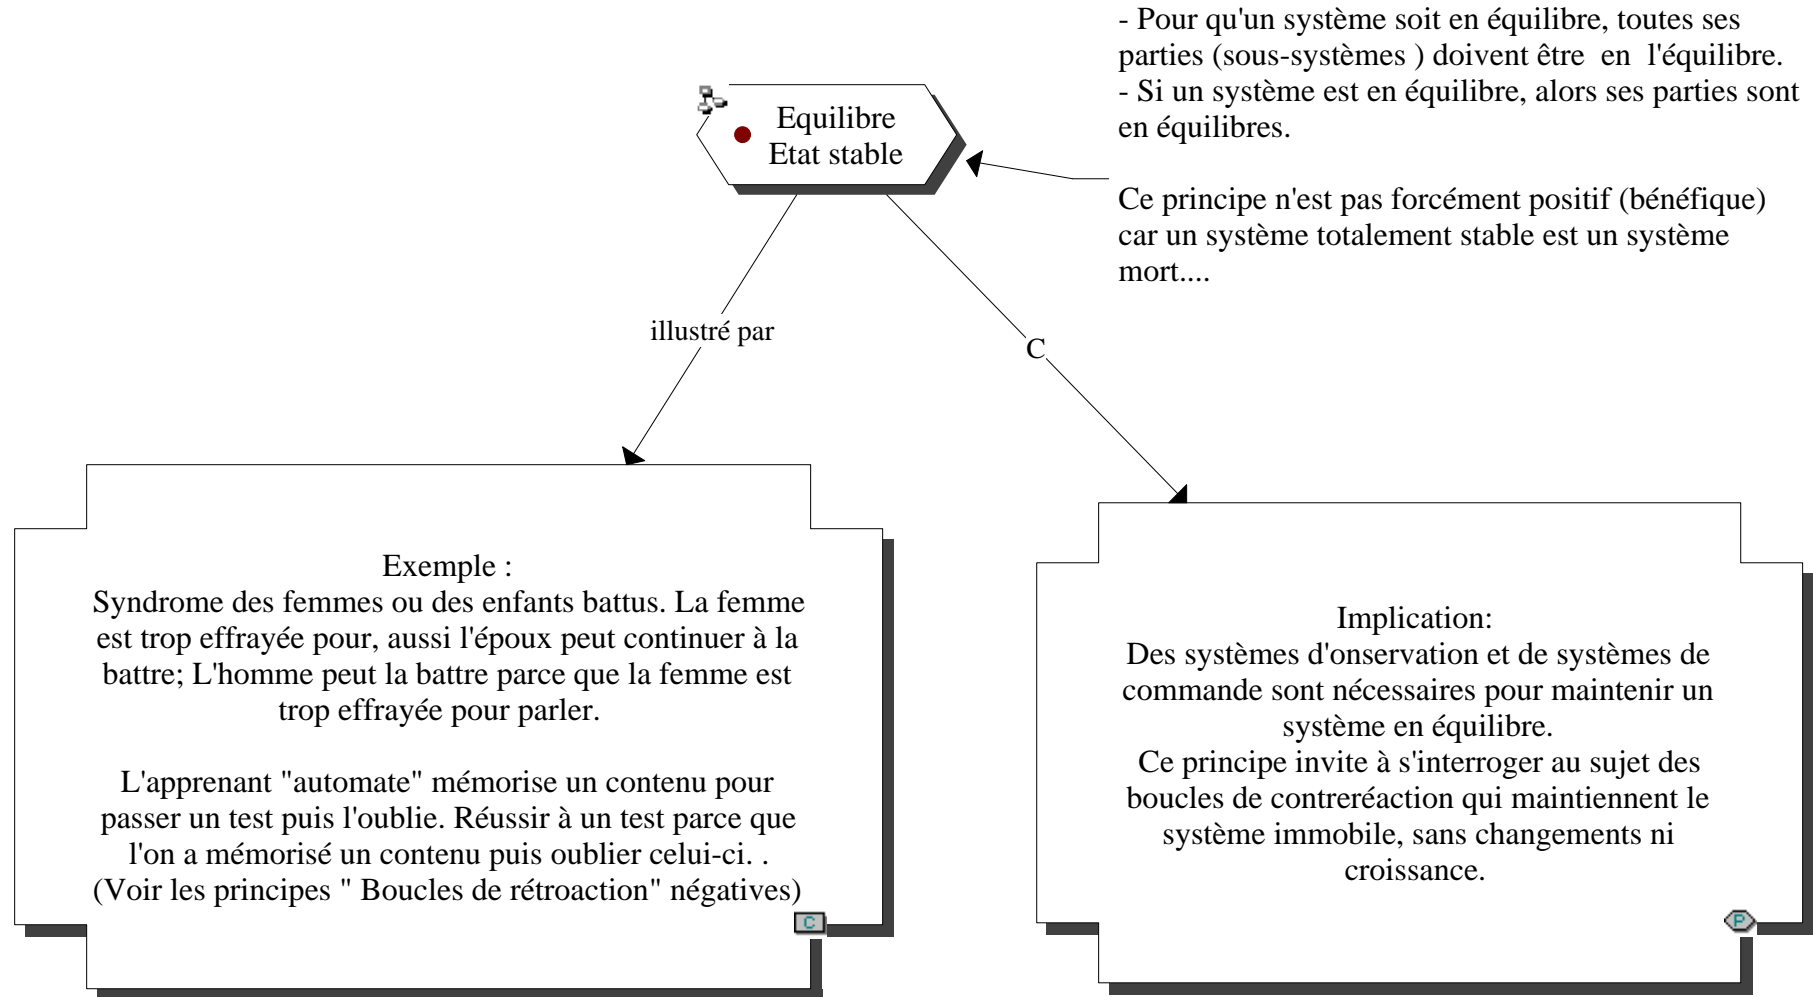 - Pour qu'un système soit en équilibre, toutes ses
parties (sous-systèmes ) doivent être  en  l'équilibre.
- Si un système est en équilibre, alors ses parties sont
en équilibres.
Ce principe n'est pas forcément positif (bénéfique)
car un système totalement stable est un système
mort....
Equilibre
Etat stable
illustré par
C
Exemple :
Syndrome des femmes ou des enfants battus. La femme
est trop effrayée pour, aussi l'époux peut continuer à la
battre; L'homme peut la battre parce que la femme est
trop effrayée pour parler.
L'apprenant "automate" mémorise un contenu pour
passer un test puis l'oublie. Réussir à un test parce que
l'on a mémorisé un contenu puis oublier celui-ci. .
(Voir les principes " Boucles de rétroaction" négatives)
C
Implication:
Des systèmes d'onservation et de systèmes de
commande sont nécessaires pour maintenir un
système en équilibre.
Ce principe invite à s'interroger au sujet des
boucles de contreréaction qui maintiennent le
système immobile, sans changements ni
croissance.
P